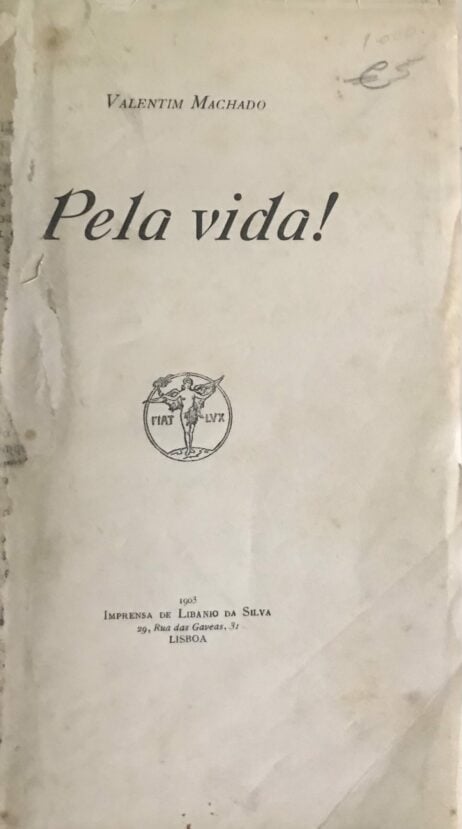 1000
€5
VALENTIM MACHADO
Pela vida!
FIAT LVX
1903
IMPRENSA DE LIBANIO DA SILVA
29, Rua das Gaveas, 31
LISBOA